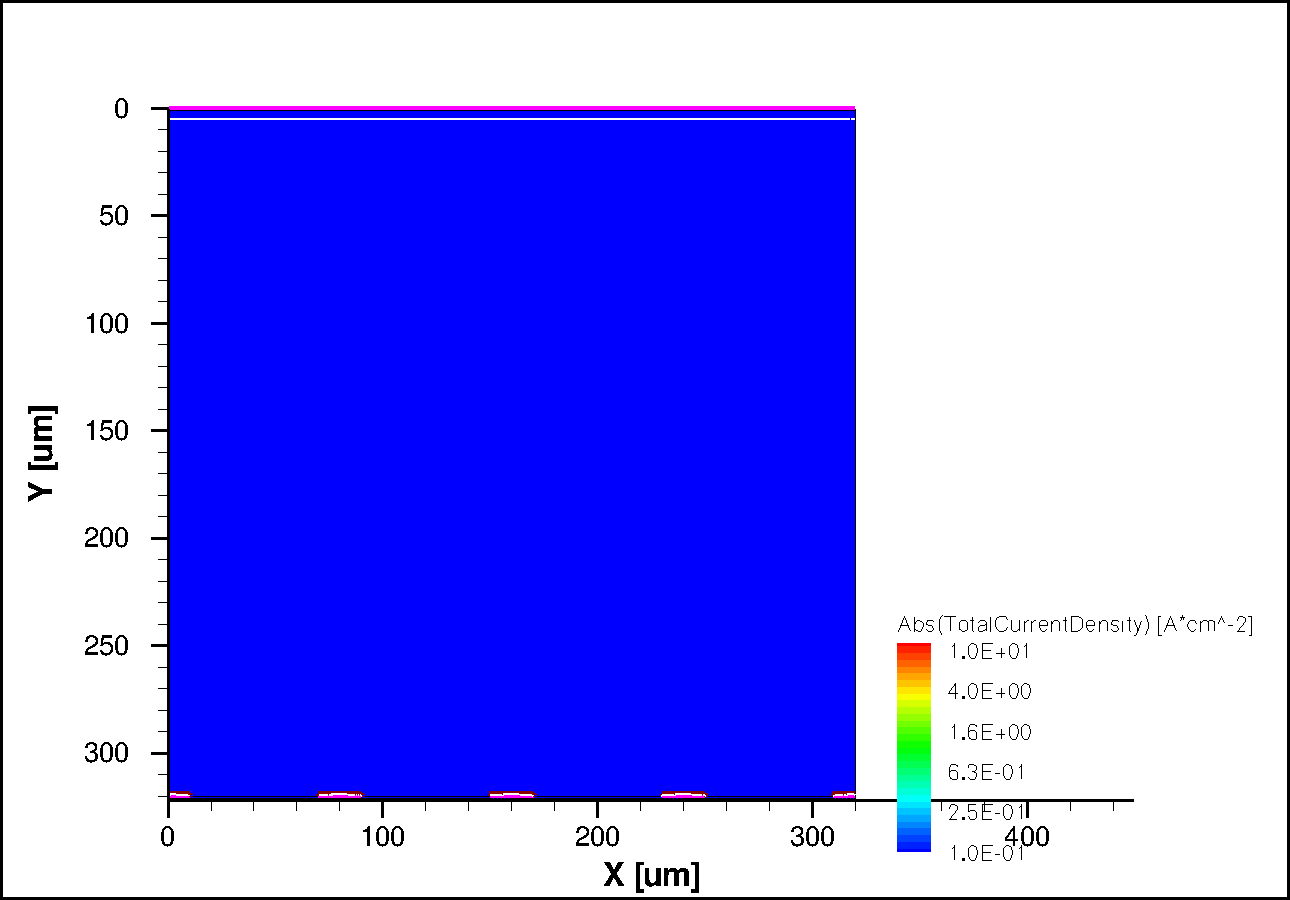 0
50
100
150
200
250
300
Y [um]
0 100 200 300 400
X [um]
Abs(TotalCurrentDensity) [A*cm^-2]
1.0E+01
4.0E+00
1.6E+00
6.3E-01
2.5E-01
1.0E-01